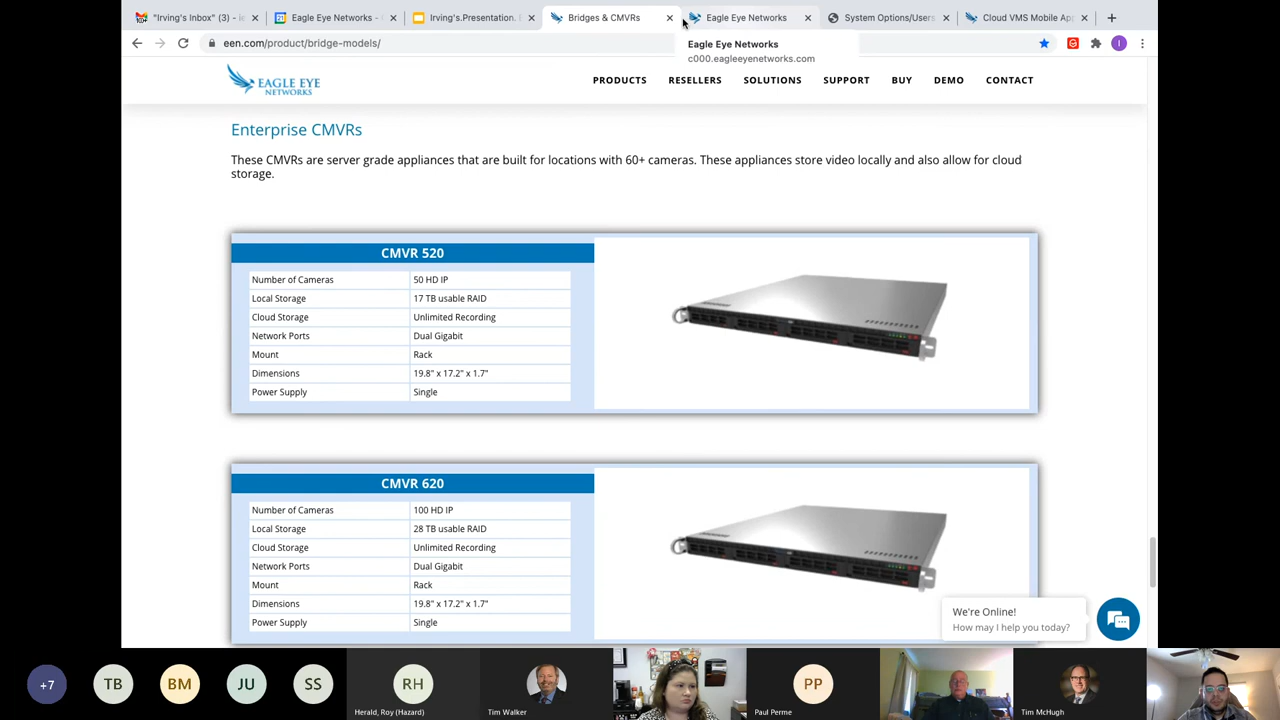 "Irving's Inbox" (3) - ie
Eagle Eye Networks -
Irving's.Presentation. E
Bridges & CMVRs
Eagle Eye Networks
System Options/Users
Cloud VMS Mobile Ap
een.com/product/bridge-models/
I
Eagle Eye Networks
c000.eagleeyenetworks.com
EAGLE EYE
NETWORKS
PRODUCTS RESELLERS SOLUTIONS SUPPORT BUY DEMO CONTACT
Enterprise CMVRs
These CMVRs are server grade appliances that are built for locations with 60+ cameras. These appliances store video locally and also allow for cloud
storage.
CMVR 520
Number of Cameras 50 HD IP
Local Storage 17 TB usable RAID
Cloud Storage Unlimited Recording
Network Ports Dual Gigabit
Mount Rack
Dimensions 19.8" x 17.2" x 1.7"
Power Supply Single
CMVR 620
Number of Cameras 100 HD IP
Local Storage 28 TB usable RAID
Cloud Storage Unlimited Recording
Network Ports Dual Gigabit
Mount Rack
Dimensions 19.8" x 17.2" x 1.7"
Power Supply Single
We're Online!
How may I help you today?
+7 TB BM JU SS RH PP
Herald, Roy (Hazard) Tim Walker Paul Perme Tim McHugh